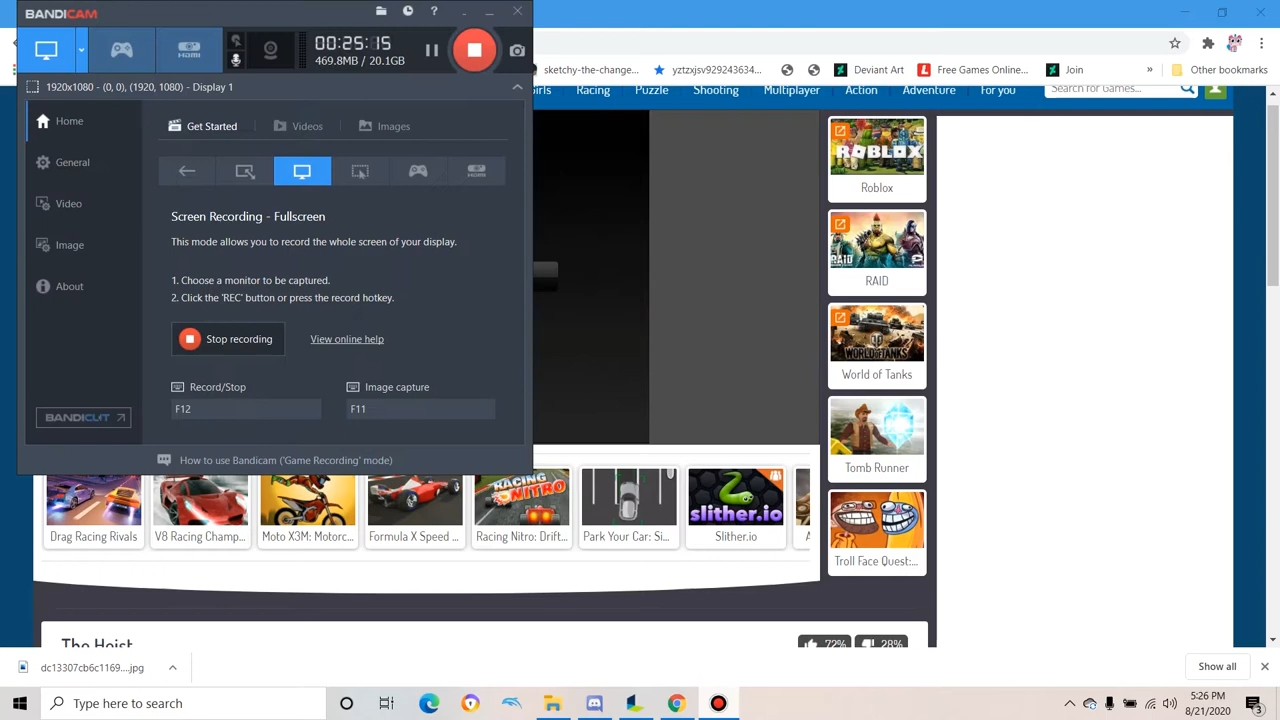 BANDICAM
?
HDMI
00:25:15
469.8MB / 20.1GB
1920x1080 - (0, 0), (1920, 1080) - Display 1
Home
General
Video
Image
About
BANDICUT
Get Started
Videos
Images
HDMI
Screen Recording - Fullscreen
This mode allows you to record the whole screen of your display.
1. Choose a monitor to be captured.
2. Click the 'REC' button or press the record hotkey.
Stop recording
View online help
Record/Stop
F12
Image capture
F11
How to use Bandicam ('Game Recording' mode)
sketchy-the-change...
yztzxjsv929243634...
Deviant Art
Free Games Online...
Join
»
Other bookmarks
Girls
Racing
Puzzle
Shooting
Multiplayer
Action
Adventure
For you
Search for Games...
ROBLOX
Roblox
RAID
RAID
WORLD OF TANKS
World of Tanks
Tomb Runner
Troll Face Quest:...
Drag Racing Rivals
V8 Racing Champ...
Moto X3M: Motorc...
Formula X Speed ...
RACING NITRO
Racing Nitro: Drift...
Park Your Car: Si...
slither.io
Slither.io
The Heist
72%
28%
dc13307cb6c1169....jpg
Show all
Type here to search
5:26 PM
8/21/2020
3